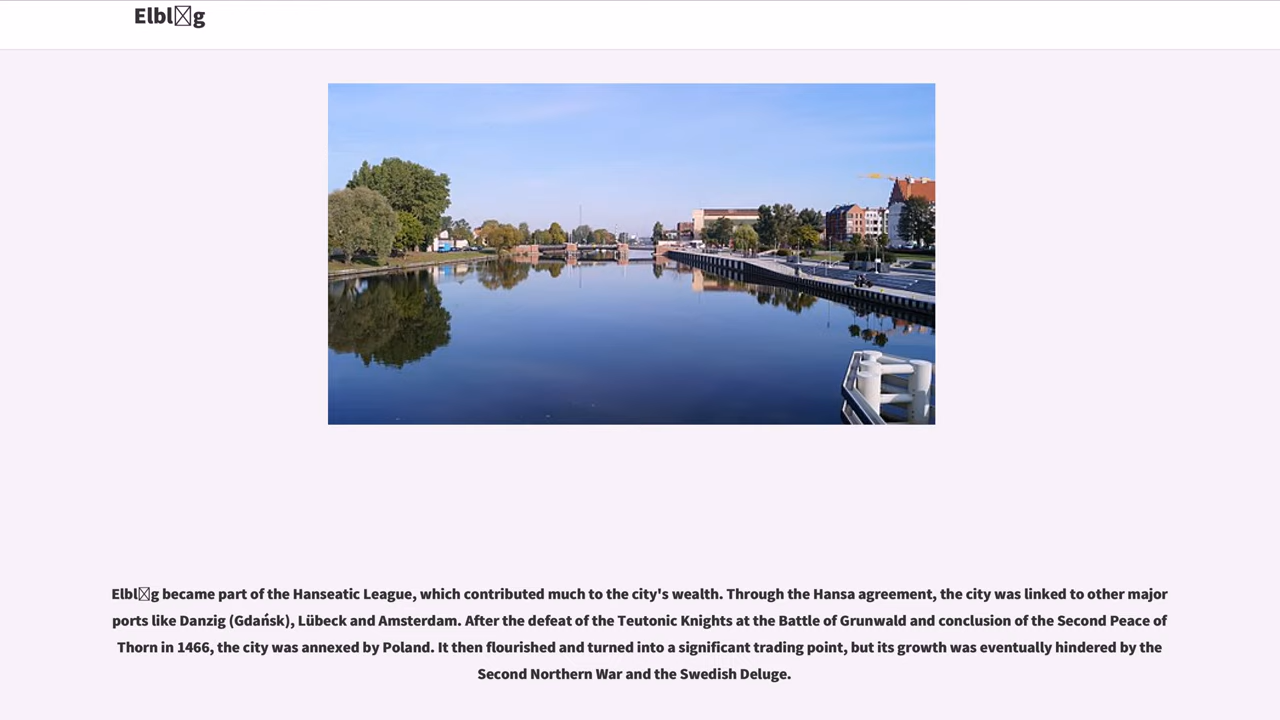 Elbl□g
Elbl□g became part of the Hanseatic League, which contributed much to the city's wealth. Through the Hansa agreement, the city was linked to other major
ports like Danzig (Gdańsk), Lübeck and Amsterdam. After the defeat of the Teutonic Knights at the Battle of Grunwald and conclusion of the Second Peace of
Thorn in 1466, the city was annexed by Poland. It then flourished and turned into a significant trading point, but its growth was eventually hindered by the
Second Northern War and the Swedish Deluge.